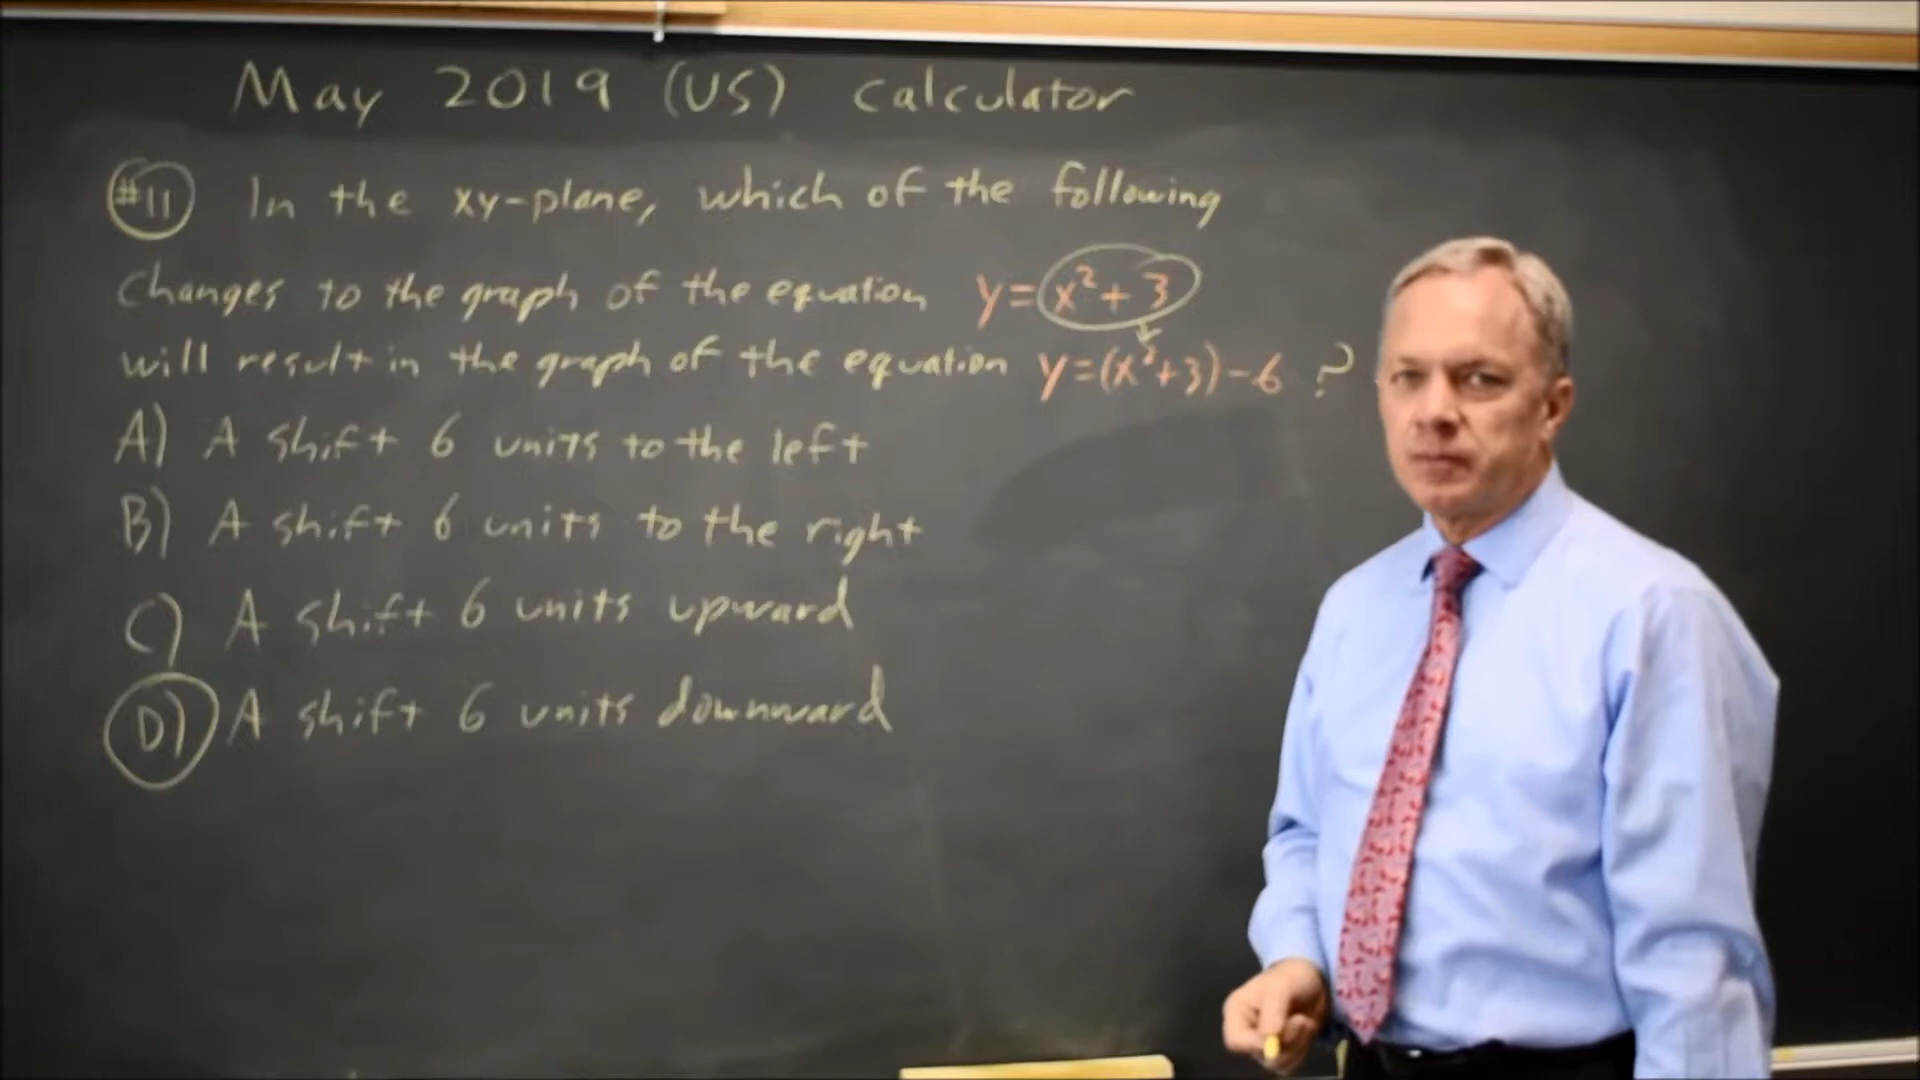 May 2019 (US) Calculator
#11 In the xy-plane, which of the following
changes to the graph of the equation y=x²+3
will result in the graph of the equation y=(x²+3)-6 ?
A) A shift 6 units to the left
B) A shift 6 units to the right
C) A shift 6 units upward
D) A shift 6 units downward